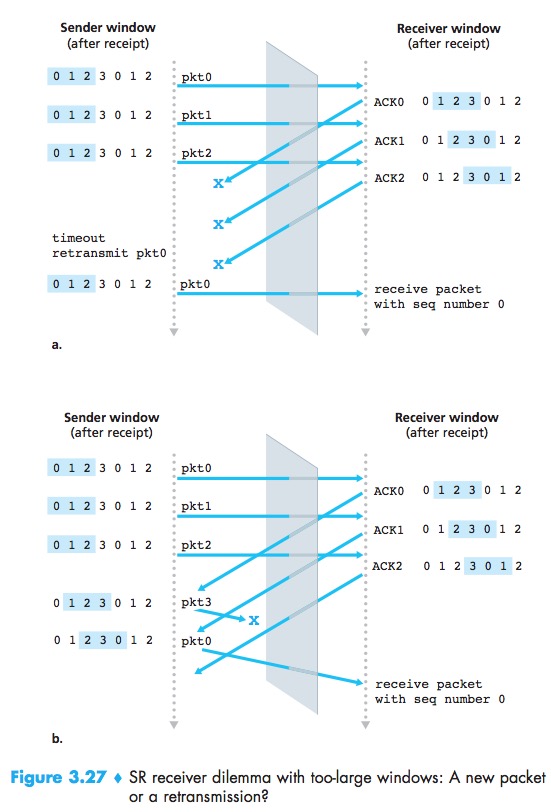 Sender window
(after receipt)
Receiver window
(after receipt)
0 1 2 3 0 1 2
pkt0
ACK0 0 1 2 3 0 1 2
0 1 2 3 0 1 2
pkt1
ACK1 0 1 2 3 0 1 2
0 1 2 3 0 1 2
pkt2
ACK2 0 1 2 3 0 1 2
x
x
timeout
retransmit pkt0
x
0 1 2 3 0 1 2
pkt0
receive packet
with seq number 0
a.
Sender window
(after receipt)
Receiver window
(after receipt)
0 1 2 3 0 1 2
pkt0
ACK0 0 1 2 3 0 1 2
0 1 2 3 0 1 2
pkt1
ACK1 0 1 2 3 0 1 2
0 1 2 3 0 1 2
pkt2
ACK2 0 1 2 3 0 1 2
0 1 2 3 0 1 2
pkt3
x
0 1 2 3 0 1 2
pkt0
receive packet
with seq number 0
b.
Figure 3.27 ♦ SR receiver dilemma with too-large windows: A new packet
or a retransmission?